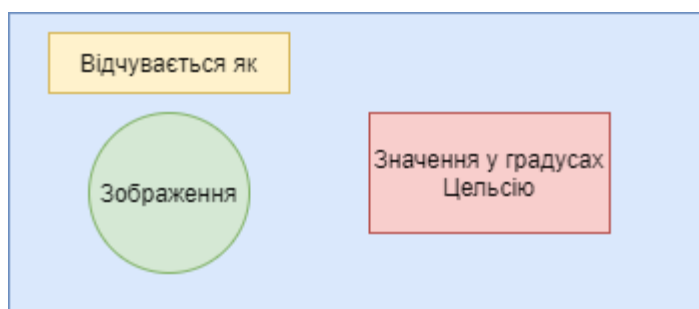 Відчувається як
Зображення
Значення у градусах
Цельсію